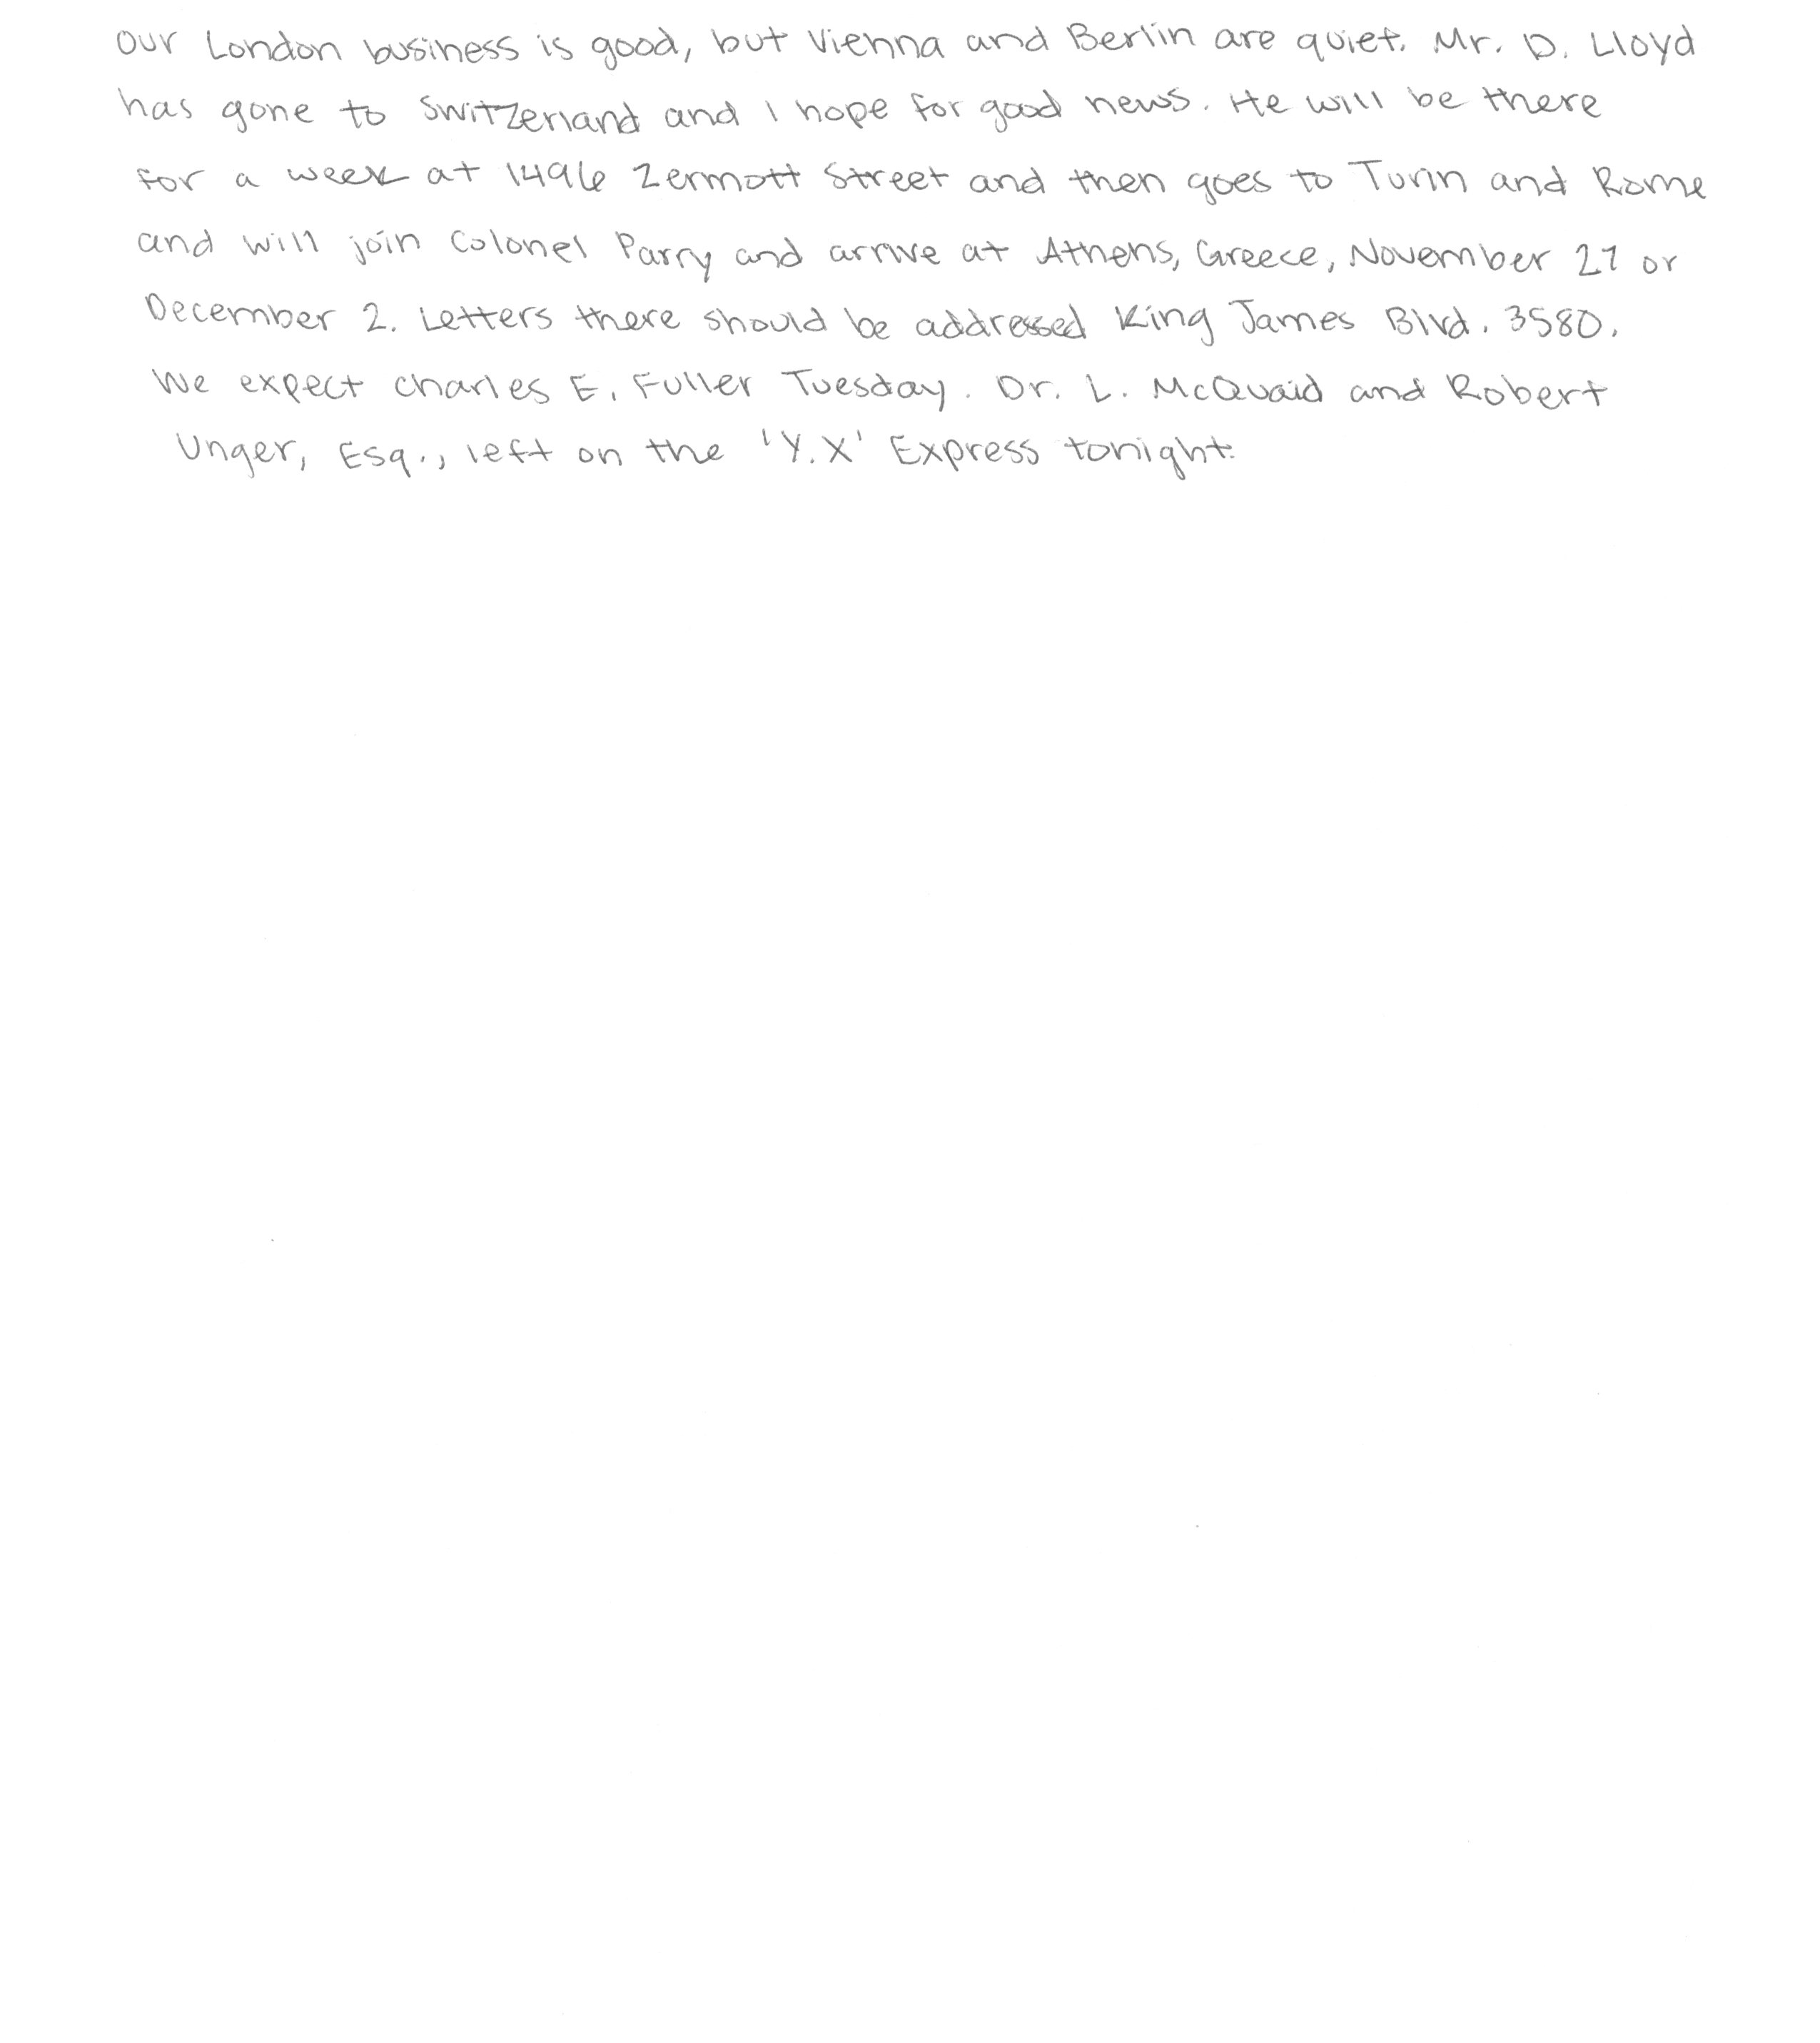 Our London business is good, but Vienna and Berlin are quiet. Mr. D. Lloyd
has gone to Switzerland and I hope for good news. He will be there
for a week at 1496 Zermott Street and then goes to Turin and Rome
and will join Colonel Parry and arrive at Athens, Greece, November 27 or
December 2. Letters there should be addressed King James Blvd. 3580.
We expect Charles E. Fuller Tuesday. Dr. L. McQuaid and Robert
Unger, Esq., left on the 'Y.X' Express tonight.